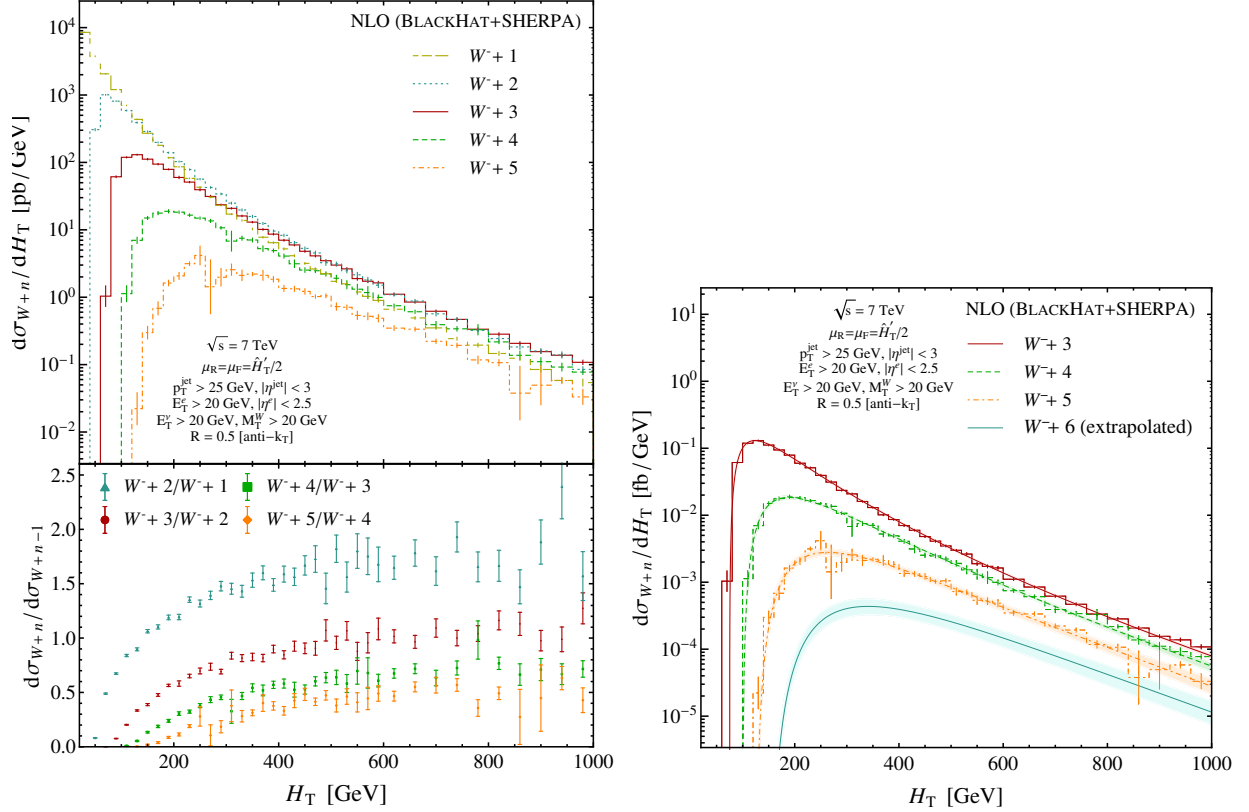 NLO (BLACKHAT+SHERPA)
W⁻+ 1
W⁻+ 2
W⁻+ 3
W⁻+ 4
W⁻+ 5
10⁴
10³
10²
10¹
10⁰
10⁻¹
10⁻²
dσ_{W+n}/dH_T [pb/GeV]
√s = 7 TeV
μ_R=μ_F=Ĥ′_T/2
p_T^{jet} > 25 GeV, |η^{jet}| < 3
E_T^e > 20 GeV, |η^e| < 2.5
E_T^ν > 20 GeV, M_T^W > 20 GeV
R = 0.5 [anti−k_T]
W⁻+ 2/W⁻+ 1
W⁻+ 4/W⁻+ 3
W⁻+ 3/W⁻+ 2
W⁻+ 5/W⁻+ 4
2.5
2.0
1.5
1.0
0.5
0.0
dσ_{W+n}/dσ_{W+n−1}
200 400 600 800 1000
H_T [GeV]
NLO (BLACKHAT+SHERPA)
W⁻+ 3
W⁻+ 4
W⁻+ 5
W⁻+ 6 (extrapolated)
√s = 7 TeV
μ_R=μ_F=Ĥ′_T/2
p_T^{jet} > 25 GeV, |η^{jet}| < 3
E_T^e > 20 GeV, |η^e| < 2.5
E_T^ν > 20 GeV, M_T^W > 20 GeV
R = 0.5 [anti−k_T]
10¹
10⁰
10⁻¹
10⁻²
10⁻³
10⁻⁴
10⁻⁵
dσ_{W+n}/dH_T [fb/GeV]
200 400 600 800 1000
H_T [GeV]